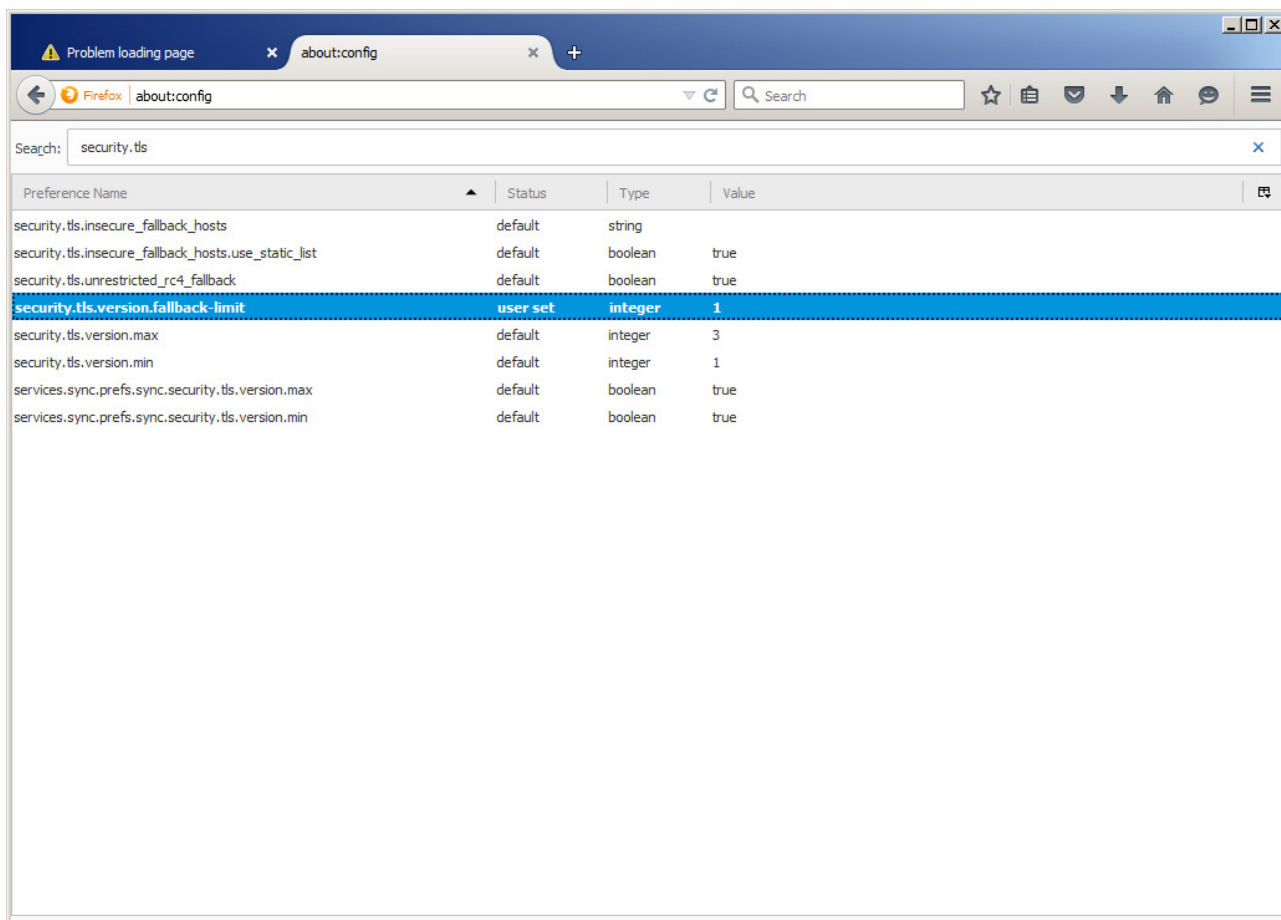 Problem loading page about:config
Firefox about:config Search
Search: security.tls
Preference Name Status Type Value
security.tls.insecure_fallback_hosts default string
security.tls.insecure_fallback_hosts.use_static_list default boolean true
security.tls.unrestricted_rc4_fallback default boolean true
security.tls.version.fallback-limit user set integer 1
security.tls.version.max default integer 3
security.tls.version.min default integer 1
services.sync.prefs.sync.security.tls.version.max default boolean true
services.sync.prefs.sync.security.tls.version.min default boolean true